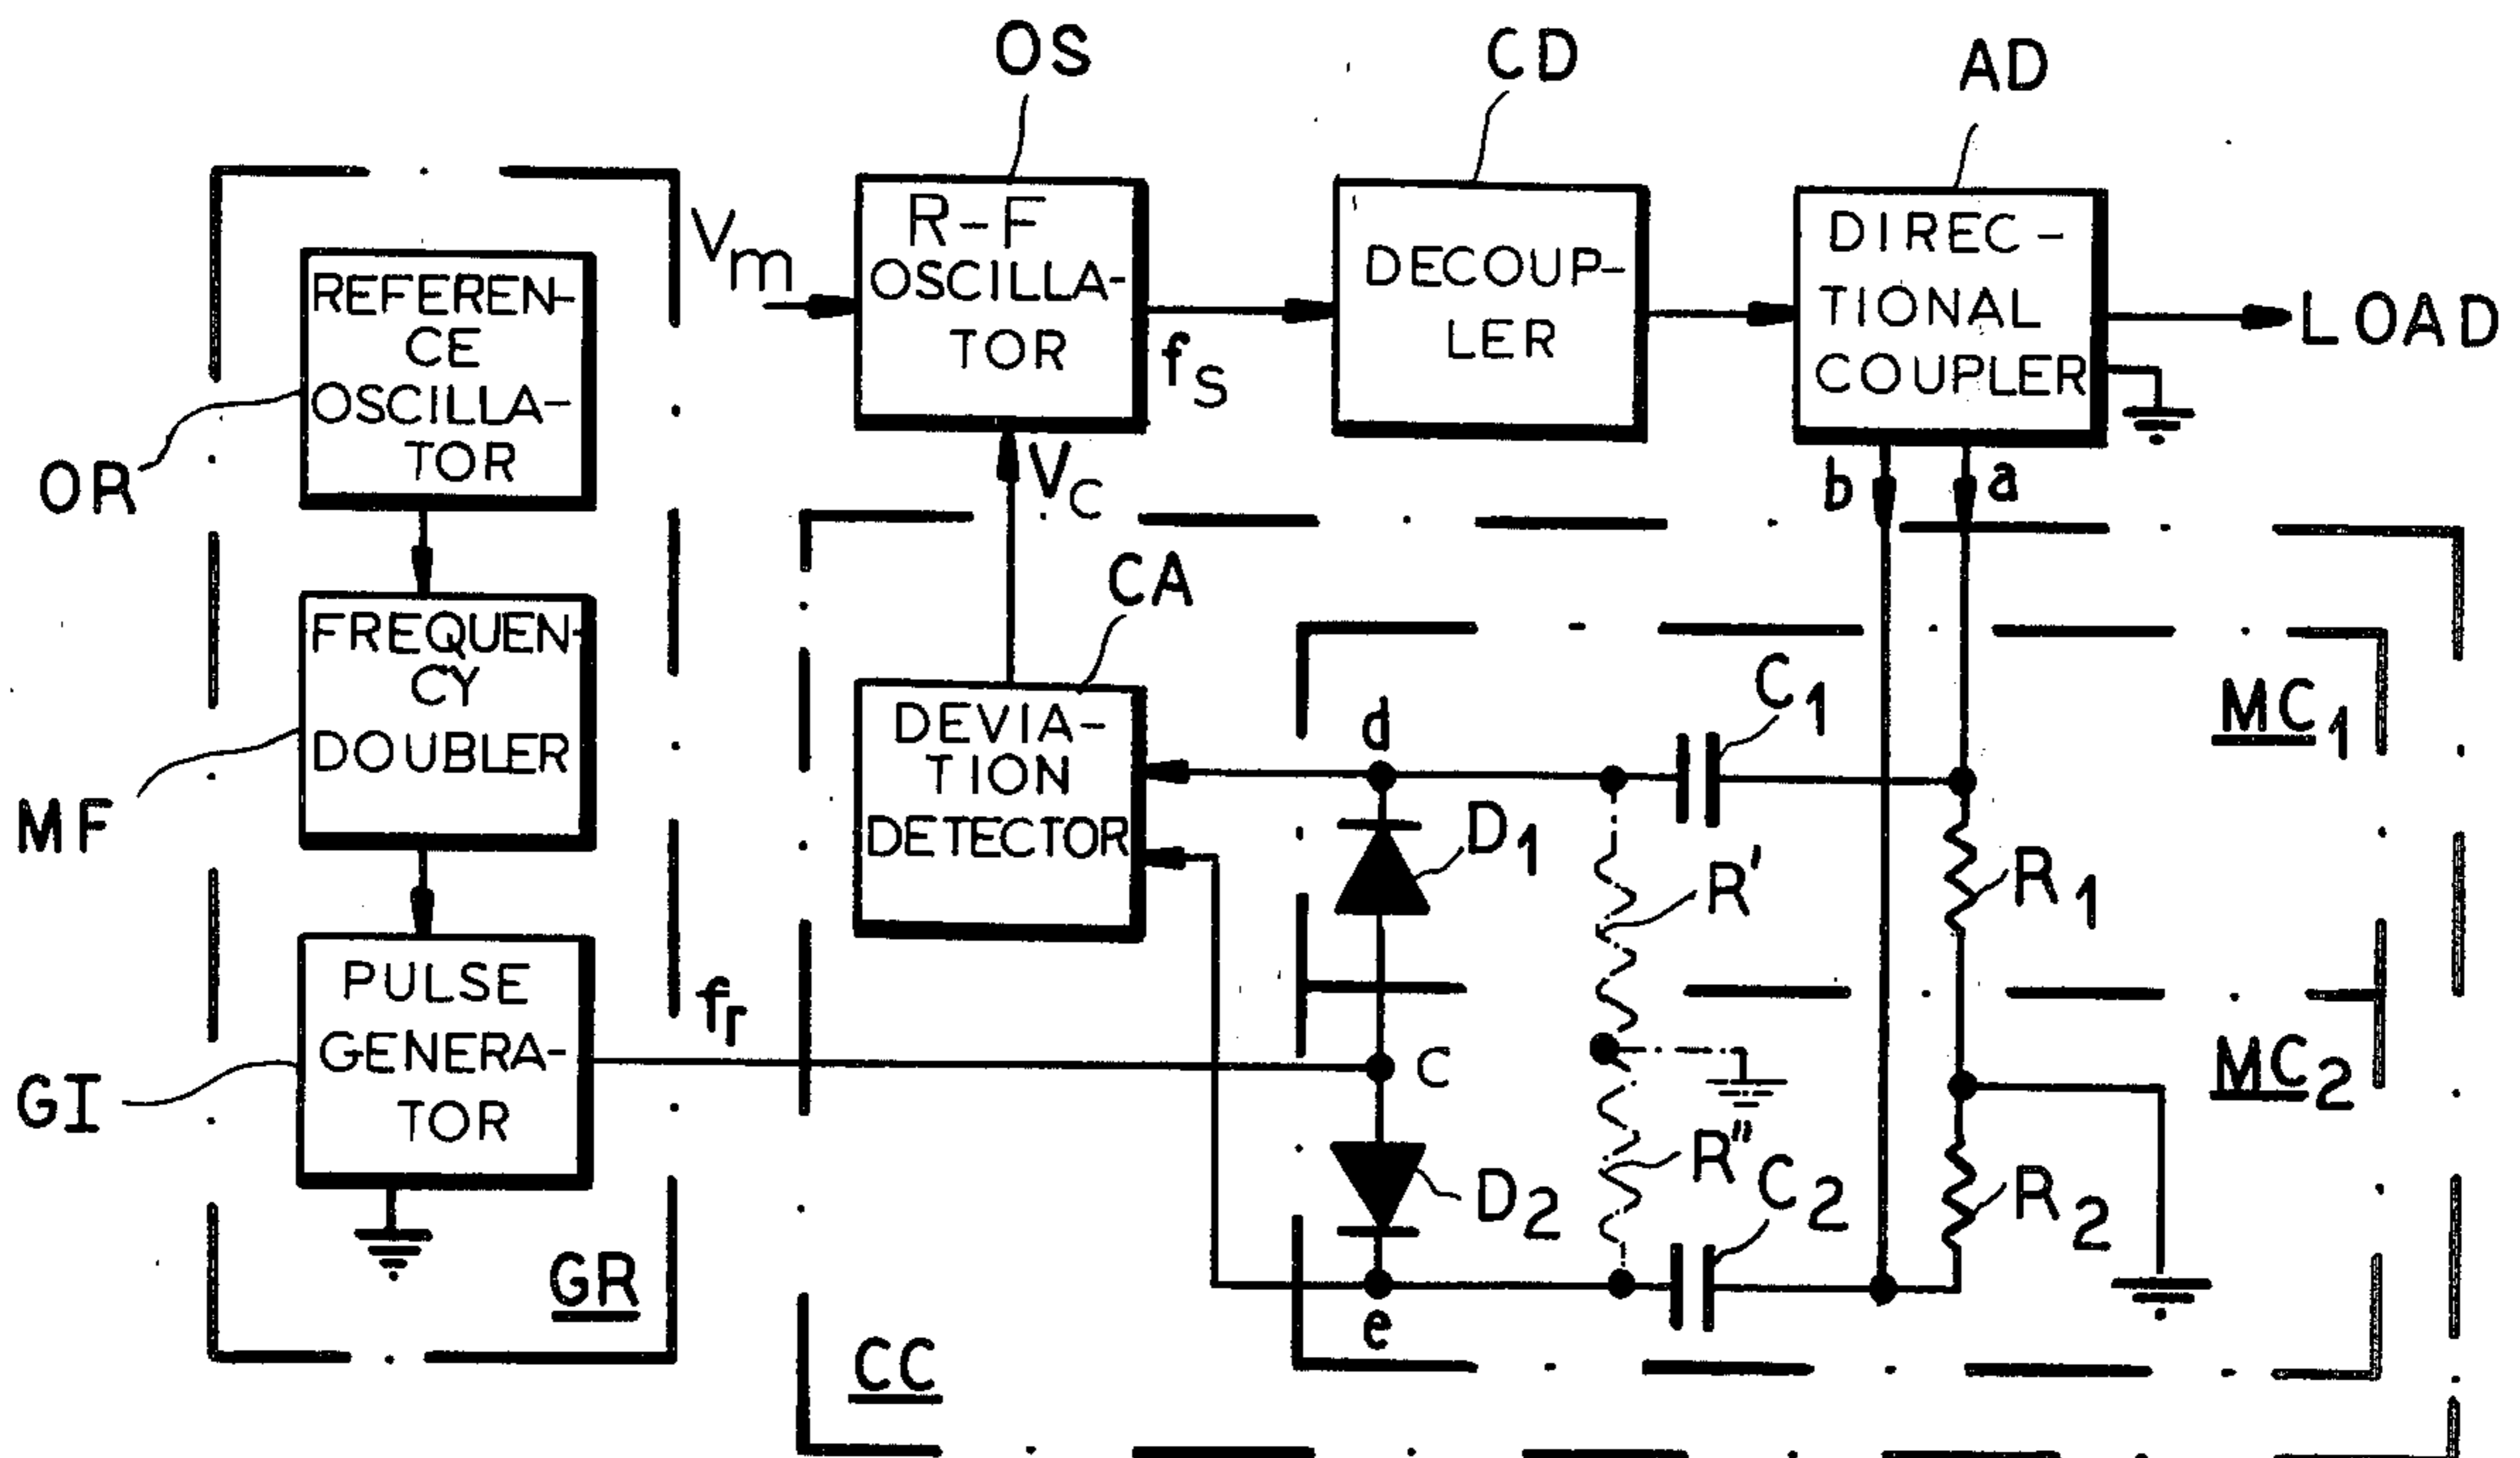 OS
CD
AD
R-F
OSCILLA-
TOR
DECOUP-
LER
DIREC-
TIONAL
COUPLER
LOAD
Vm
fS
VC
b
a
REFEREN-
CE
OSCILLA-
TOR
OR
FREQUEN-
CY
DOUBLER
MF
PULSE
GENERA-
TOR
GI
GR
fr
CA
DEVIA-
TION
DETECTOR
d
C1
MC1
D1
R'
R1
C
MC2
D2
R"
C2
R2
e
CC